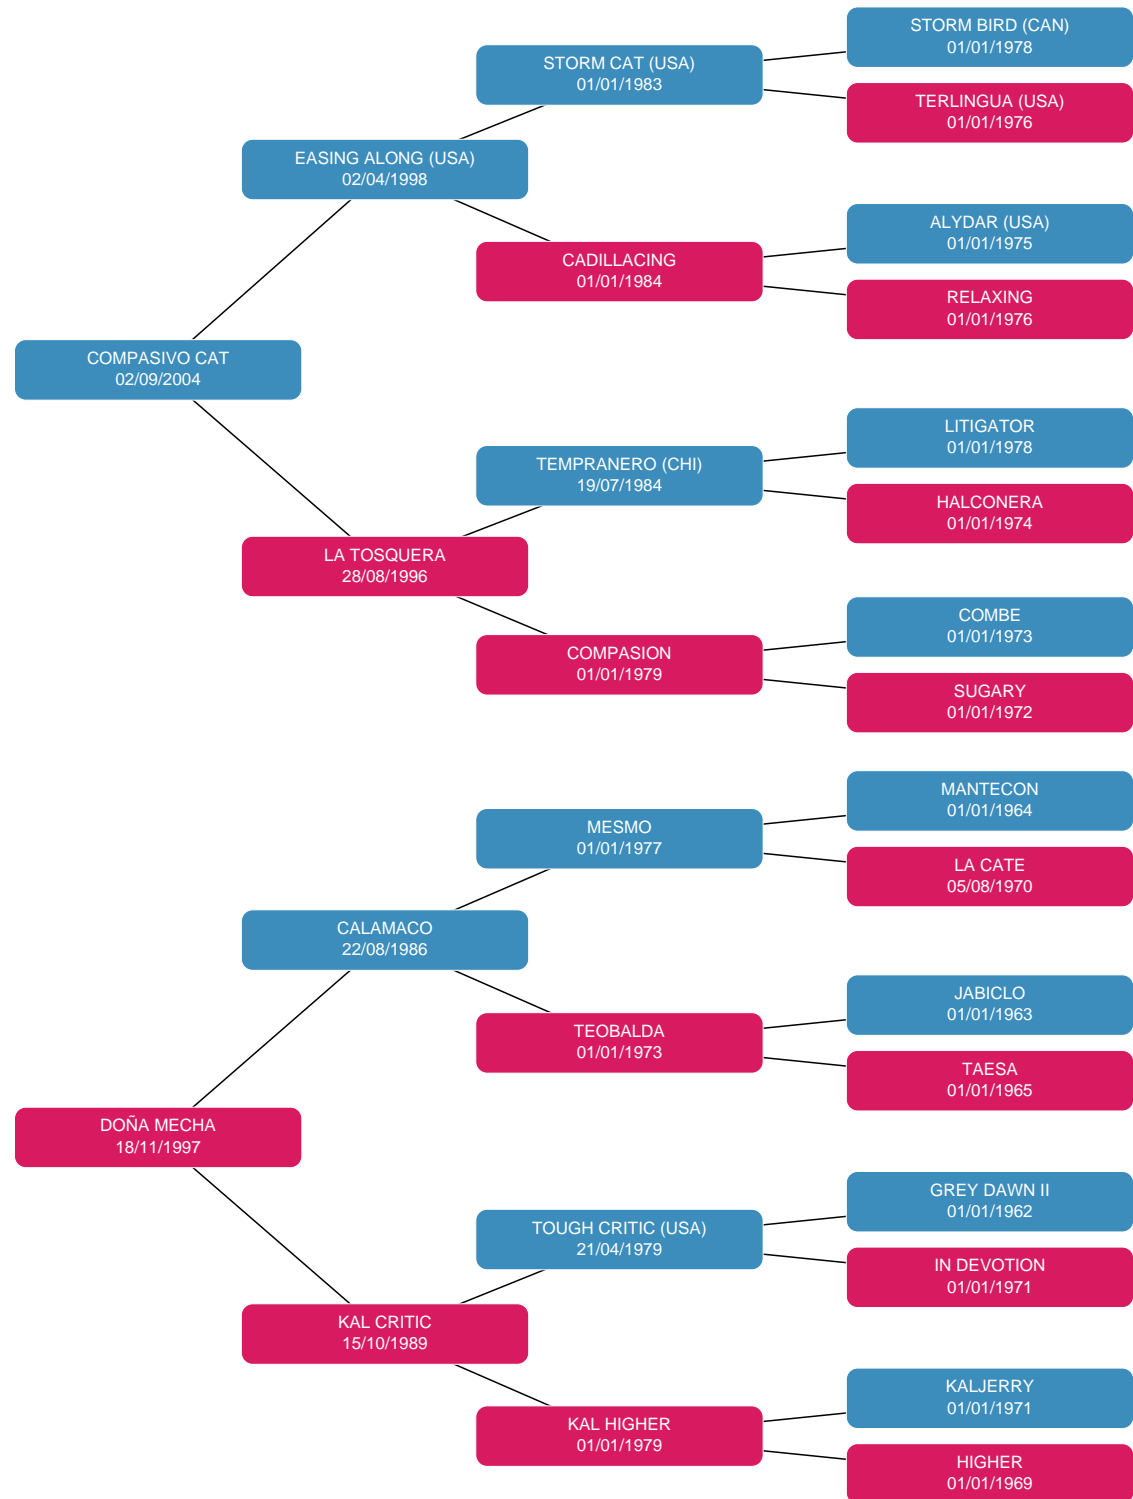 STORM BIRD (CAN)
01/01/1978
STORM CAT (USA)
01/01/1983
TERLINGUA (USA)
01/01/1976
EASING ALONG (USA)
02/04/1998
ALYDAR (USA)
01/01/1975
CADILLACING
01/01/1984
RELAXING
01/01/1976
COMPASIVO CAT
02/09/2004
LITIGATOR
01/01/1978
TEMPRANERO (CHI)
19/07/1984
HALCONERA
01/01/1974
LA TOSQUERA
28/08/1996
COMBE
01/01/1973
COMPASION
01/01/1979
SUGARY
01/01/1972
MANTECON
01/01/1964
MESMO
01/01/1977
LA CATE
05/08/1970
CALAMACO
22/08/1986
JABICLO
01/01/1963
TEOBALDA
01/01/1973
TAESA
01/01/1965
DOÑA MECHA
18/11/1997
GREY DAWN II
01/01/1962
TOUGH CRITIC (USA)
21/04/1979
IN DEVOTION
01/01/1971
KAL CRITIC
15/10/1989
KALJERRY
01/01/1971
KAL HIGHER
01/01/1979
HIGHER
01/01/1969